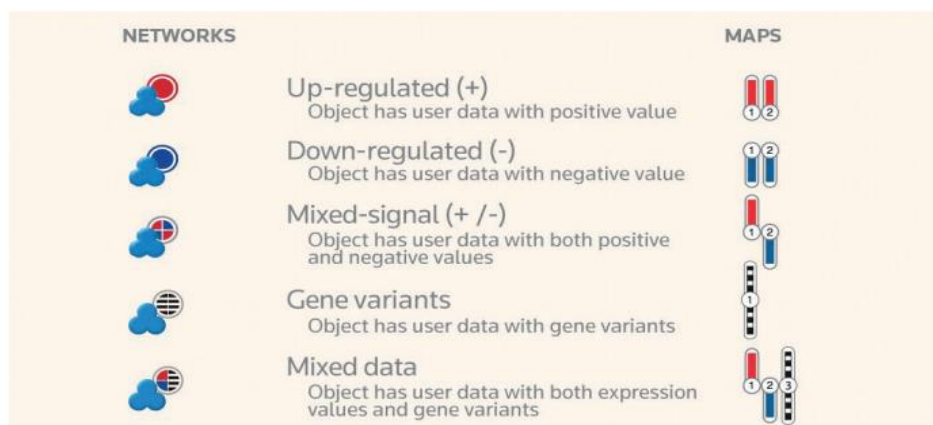 NETWORKS
MAPS
Up-regulated (+)
Object has user data with positive value
1 2
Down-regulated (-)
Object has user data with negative value
1 2
Mixed-signal (+ /-)
Object has user data with both positive
and negative values
1
2
Gene variants
Object has user data with gene variants
1
Mixed data
Object has user data with both expression
values and gene variants
1 2 3